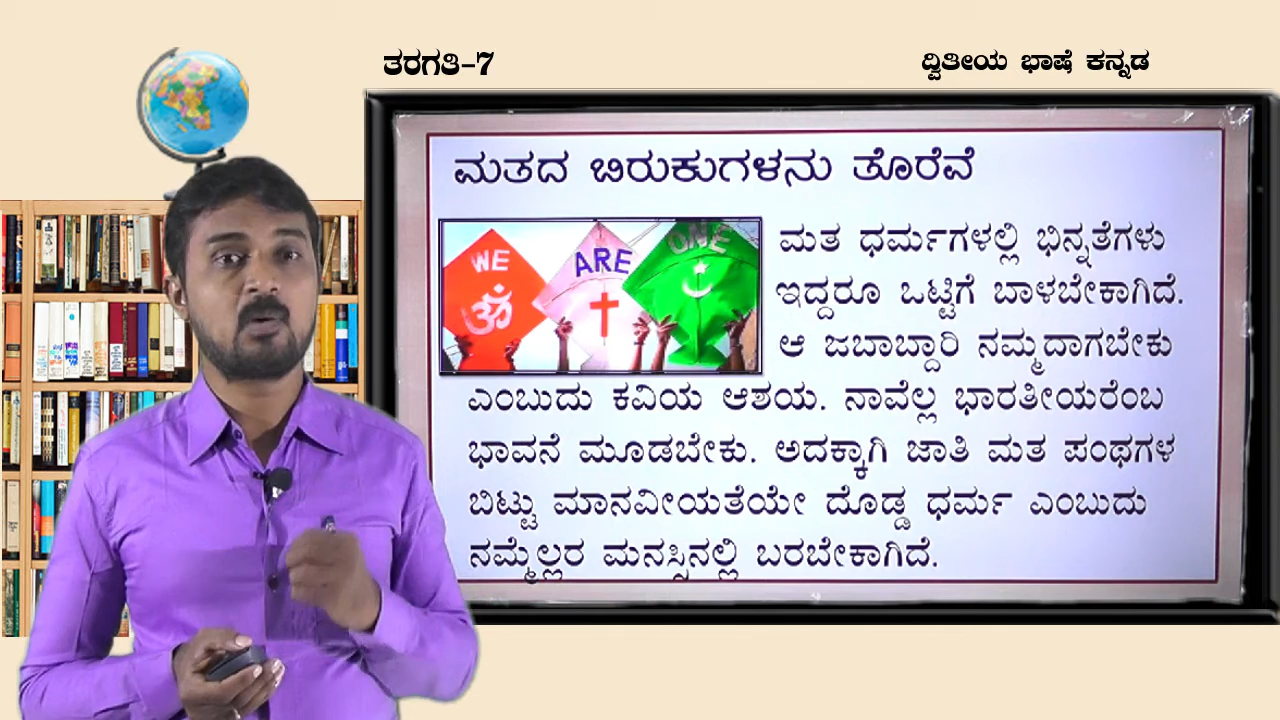 ತರಗತಿ-7
ದ್ವಿತೀಯ ಭಾಷೆ ಕನ್ನಡ
ಮತದ ಚಿರುಕುಗಳನು ತೊರೆವೆ
WE
ARE
ONE
ಮತ ಧರ್ಮಗಳಲ್ಲಿ ಭಿನ್ನತೆಗಳು
ಇದ್ದರೂ ಒಟ್ಟಿಗೆ ಬಾಳಬೇಕಾಗಿದೆ.
ಆ ಜಬಾಬ್ದಾರಿ ನಮ್ಮದಾಗಬೇಕು
ಎಂಬುದು ಕವಿಯ ಆಶಯ. ನಾವೆಲ್ಲ ಭಾರತೀಯರೆಂಬ
ಭಾವನೆ ಮೂಡಬೇಕು. ಅದಕ್ಕಾಗಿ ಜಾತಿ ಮತ ಪಂಥಗಳ
ಬಿಟ್ಟು ಮಾನವೀಯತೆಯೇ ದೊಡ್ಡ ಧರ್ಮ ಎಂಬುದು
ನಮ್ಮೆಲ್ಲರ ಮನಸ್ಸಿನಲ್ಲಿ ಬರಬೇಕಾಗಿದೆ.